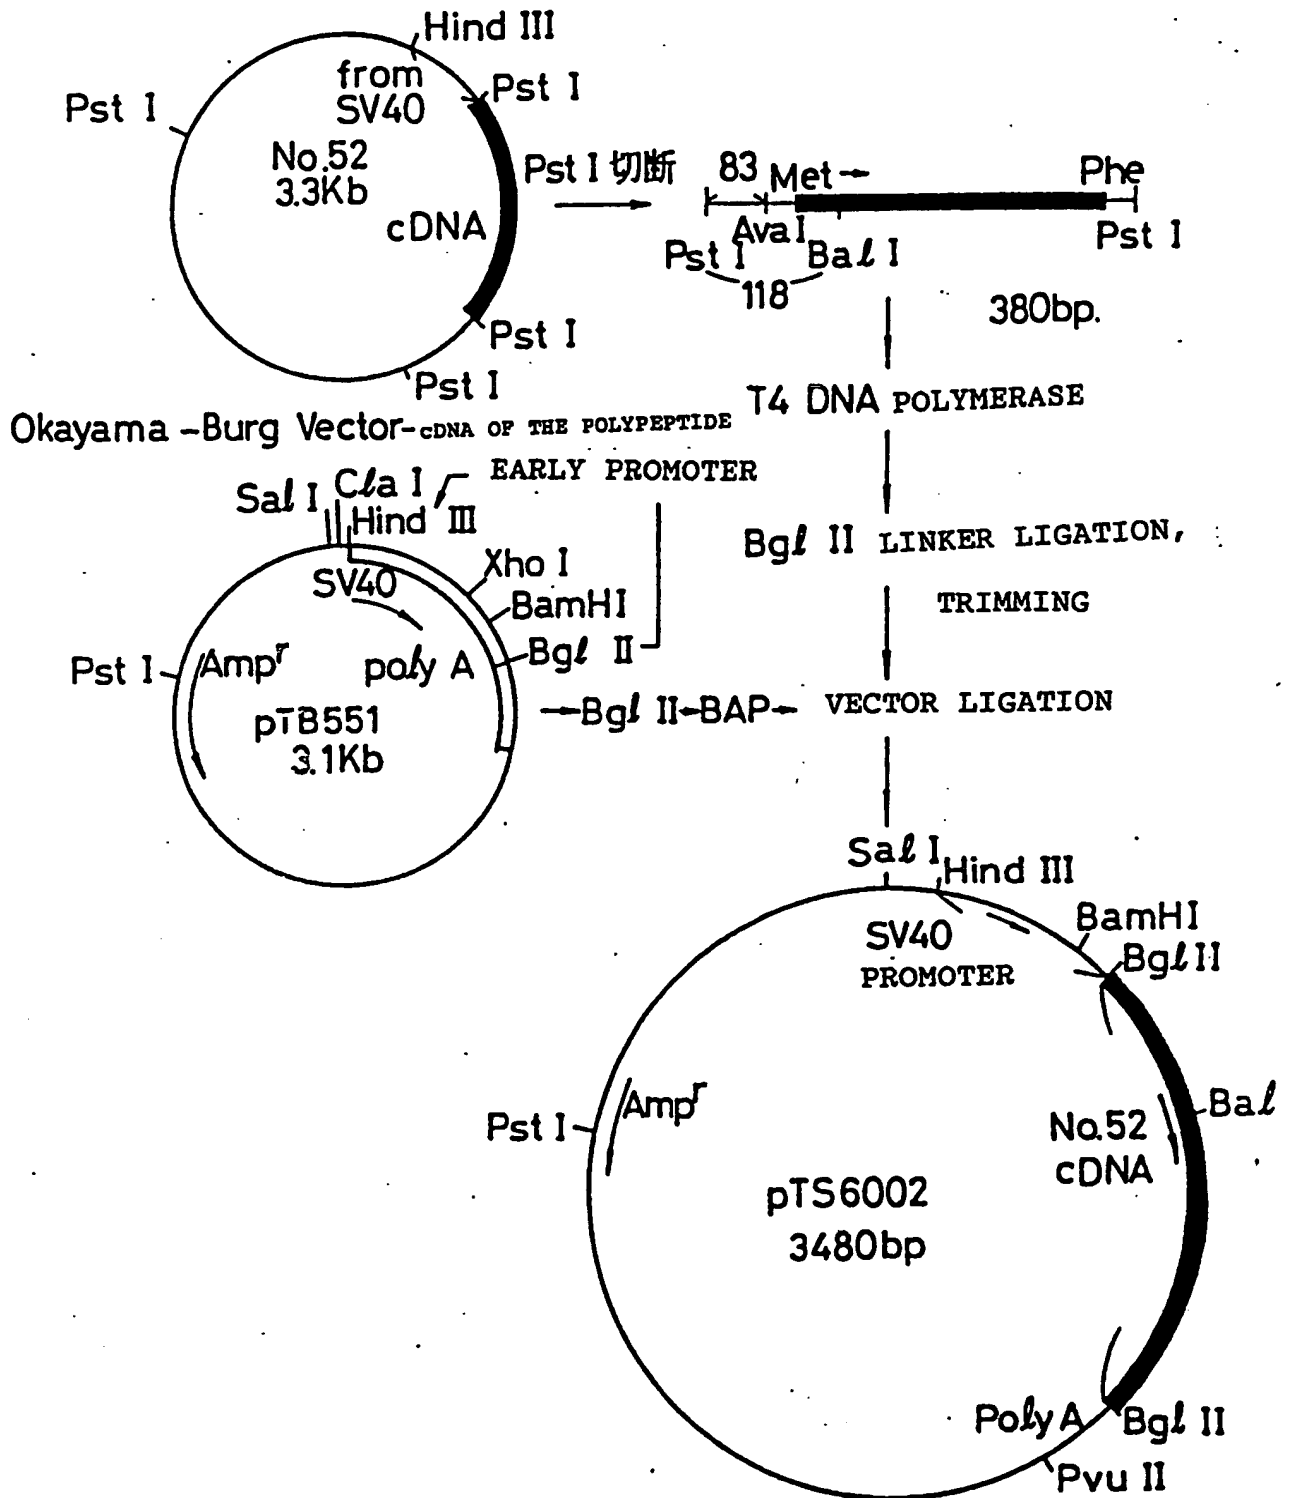 Hind III
from
SV40
Pst I
Pst I
No.52
3.3Kb
cDNA
Pst I
Pst I
Pst I 切断
83
Met
Phe
Ava I
Pst I
Bal I
Pst I
118
380bp.
T4 DNA POLYMERASE
Okayama-Burg Vector-cDNA OF THE POLYPEPTIDE
EARLY PROMOTER
Sal I
Cla I
Hind III
SV40
Xho I
BamHI
Bgl II
poly A
Pst I
Ampr
pTB551
3.1Kb
Bgl II LINKER LIGATION,
TRIMMING
Bgl II
BAP
VECTOR LIGATION
Sal I
Hind III
SV40
PROMOTER
BamHI
Bgl II
Bal
No.52
cDNA
Pst I
Ampr
pTS6002
3480bp
Poly A
Bgl II
Pvu II